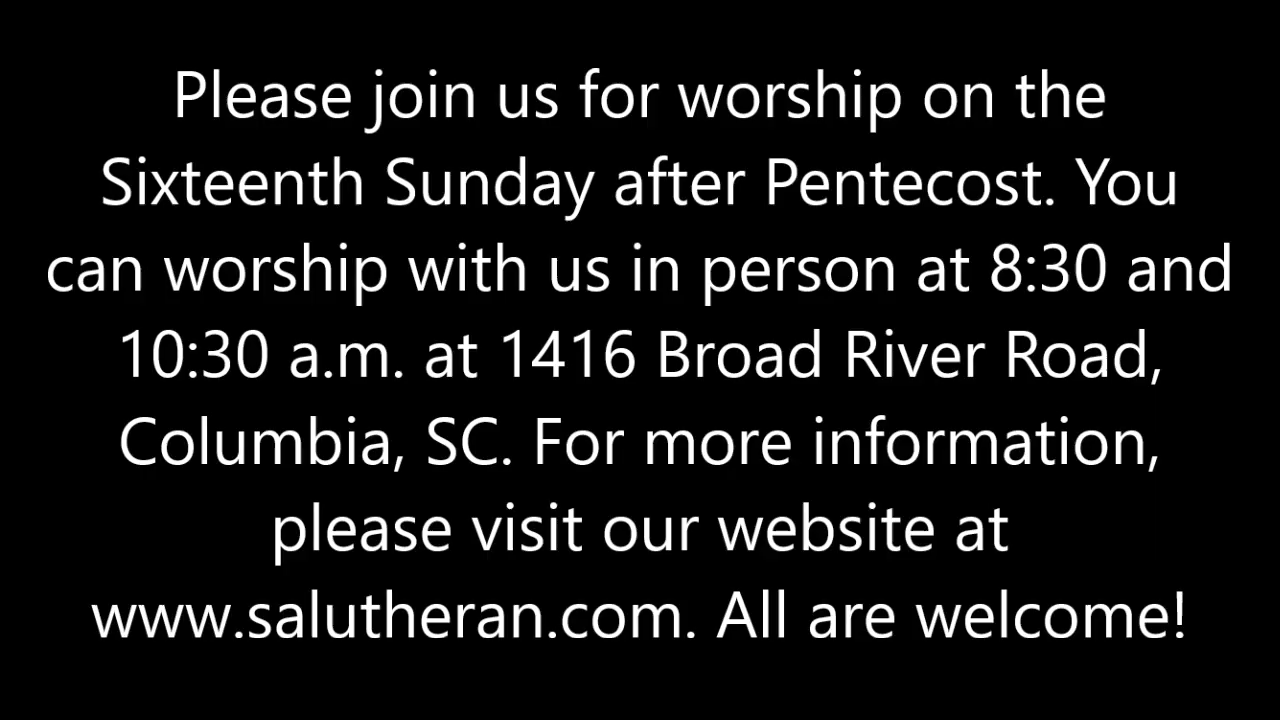 Please join us for worship on the
Sixteenth Sunday after Pentecost. You
can worship with us in person at 8:30 and
10:30 a.m. at 1416 Broad River Road,
Columbia, SC. For more information,
please visit our website at
www.salutheran.com. All are welcome!